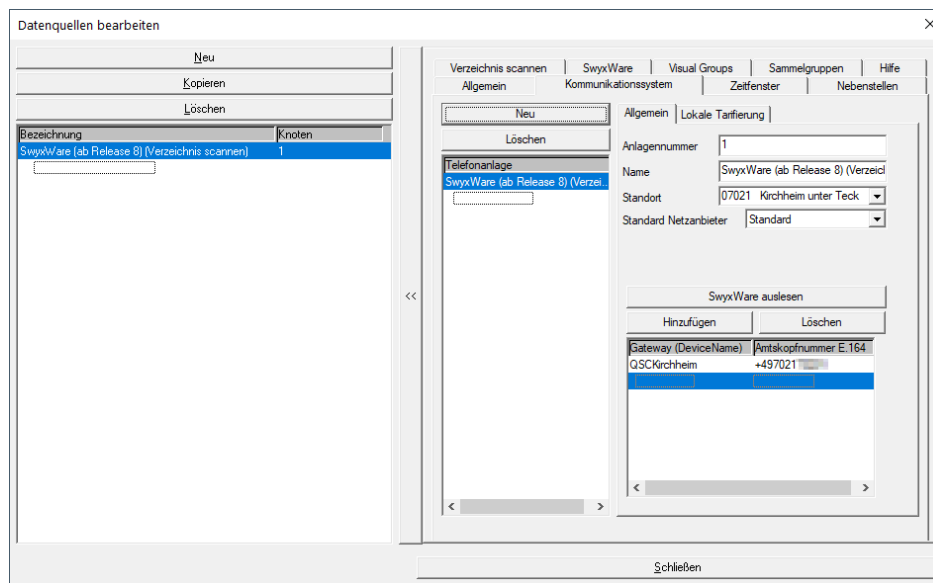 Datenquellen bearbeiten
Neu
Kopieren
Löschen
Bezeichnung Knoten
SwyxWare (ab Release 8) (Verzeichnis scannen) 1
<<
Verzeichnis scannen SwyxWare Visual Groups Sammelgruppen Hilfe
Allgemein Kommunikationssystem Zeitfenster Nebenstellen
Neu
Löschen
Telefonanlage
SwyxWare (ab Release 8) (Verzei...
Allgemein Lokale Tarifierung
Anlagennummer 1
Name SwyxWare (ab Release 8) (Verzeicl
Standort 07021 Kirchheim unter Teck
Standard Netzanbieter Standard
SwyxWare auslesen
Hinzufügen Löschen
Gateway (DeviceName) Amtskopfnummer E.164
QSCKirchheim +497021
Schließen